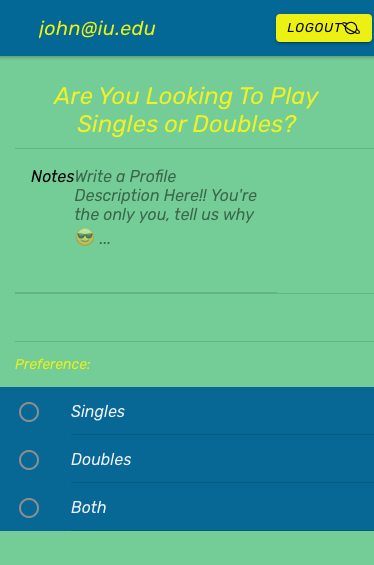 john@iu.edu
LOGOUT
Are You Looking To Play
Singles or Doubles?
Notes Write a Profile
Description Here!! You're
the only you, tell us why
😎 ...
Preference:
Singles
Doubles
Both